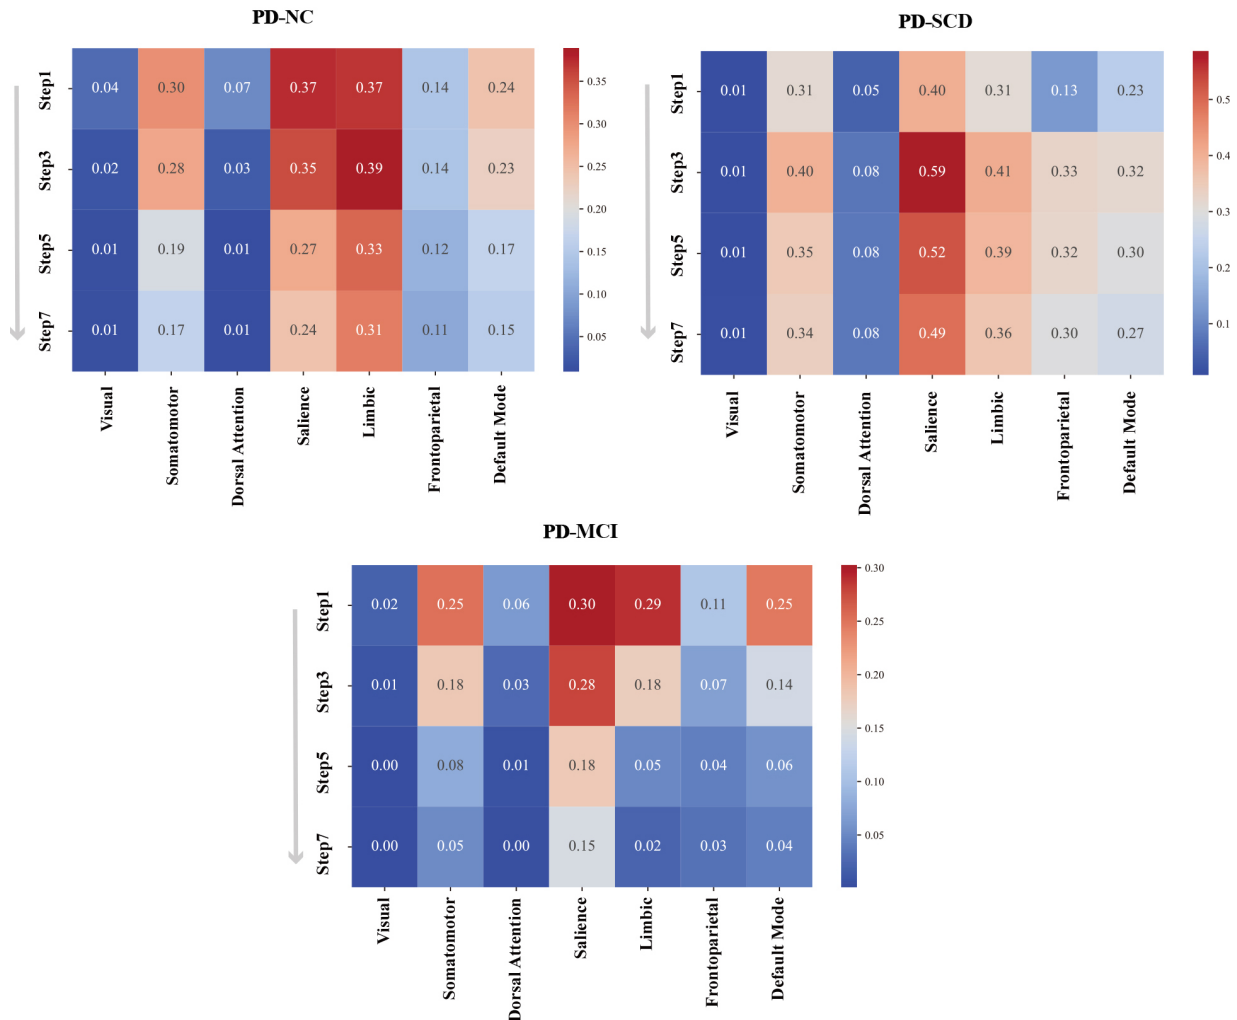 PD-NC
Step1 0.04 0.30 0.07 0.37 0.37 0.14 0.24
Step3 0.02 0.28 0.03 0.35 0.39 0.14 0.23
Step5 0.01 0.19 0.01 0.27 0.33 0.12 0.17
Step7 0.01 0.17 0.01 0.24 0.31 0.11 0.15
Visual Somatomotor Dorsal Attention Salience Limbic Frontoparietal Default Mode
0.35
0.30
0.25
0.20
0.15
0.10
0.05
PD-SCD
Step1 0.01 0.31 0.05 0.40 0.31 0.13 0.23
Step3 0.01 0.40 0.08 0.59 0.41 0.33 0.32
Step5 0.01 0.35 0.08 0.52 0.39 0.32 0.30
Step7 0.01 0.34 0.08 0.49 0.36 0.30 0.27
Visual Somatomotor Dorsal Attention Salience Limbic Frontoparietal Default Mode
0.5
0.4
0.3
0.2
0.1
PD-MCI
Step1 0.02 0.25 0.06 0.30 0.29 0.11 0.25
Step3 0.01 0.18 0.03 0.28 0.18 0.07 0.14
Step5 0.00 0.08 0.01 0.18 0.05 0.04 0.06
Step7 0.00 0.05 0.00 0.15 0.02 0.03 0.04
Visual Somatomotor Dorsal Attention Salience Limbic Frontoparietal Default Mode
0.30
0.25
0.20
0.15
0.10
0.05